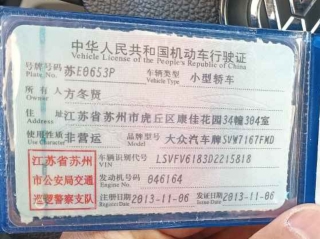 中华人民共和国机动车行驶证
Vehicle License of the People's Republic of China
号牌号码 苏E0653P 车辆类型 小型轿车
Plate No. Vehicle Type
所有人 方冬贤
Owner
住址 江苏省苏州市虎丘区康佳花园34幢304室
Address
使用性质 非营运 品牌型号 大众汽车牌SVW7167FMD
Use Character Model
江苏省苏州 车辆识别代号 LSVFV6183D2215818
VIN
市公安局交通 发动机号码 046164
Engine No.
巡逻警察支队 注册日期 2013-11-06 发证日期 2013-11-06
Register Date Issue Date